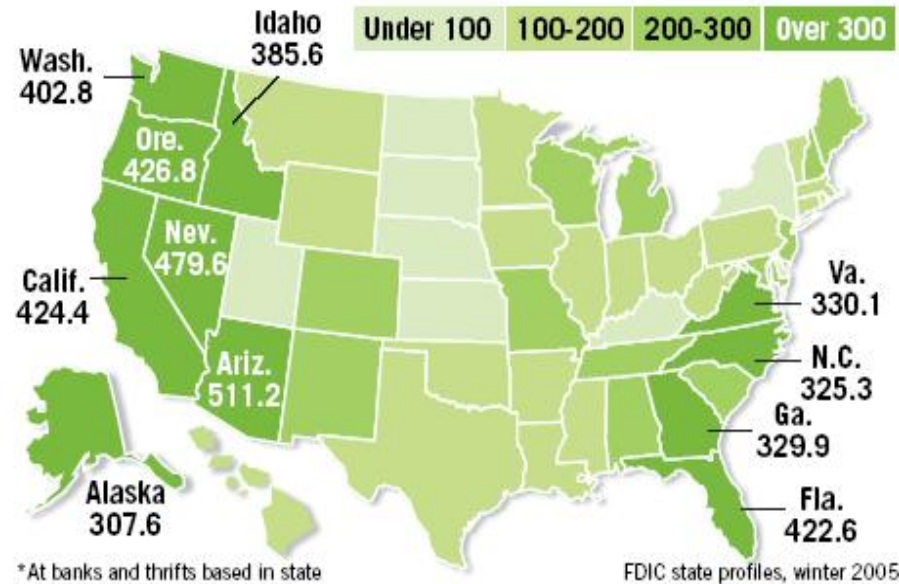 Under 100 100-200 200-300 Over 300
Idaho
385.6
Wash.
402.8
Ore.
426.8
Nev.
479.6
Calif.
424.4
Ariz.
511.2
Va.
330.1
N.C.
325.3
Ga.
329.9
Fla.
422.6
Alaska
307.6
*At banks and thrifts based in state
FDIC state profiles, winter 2005